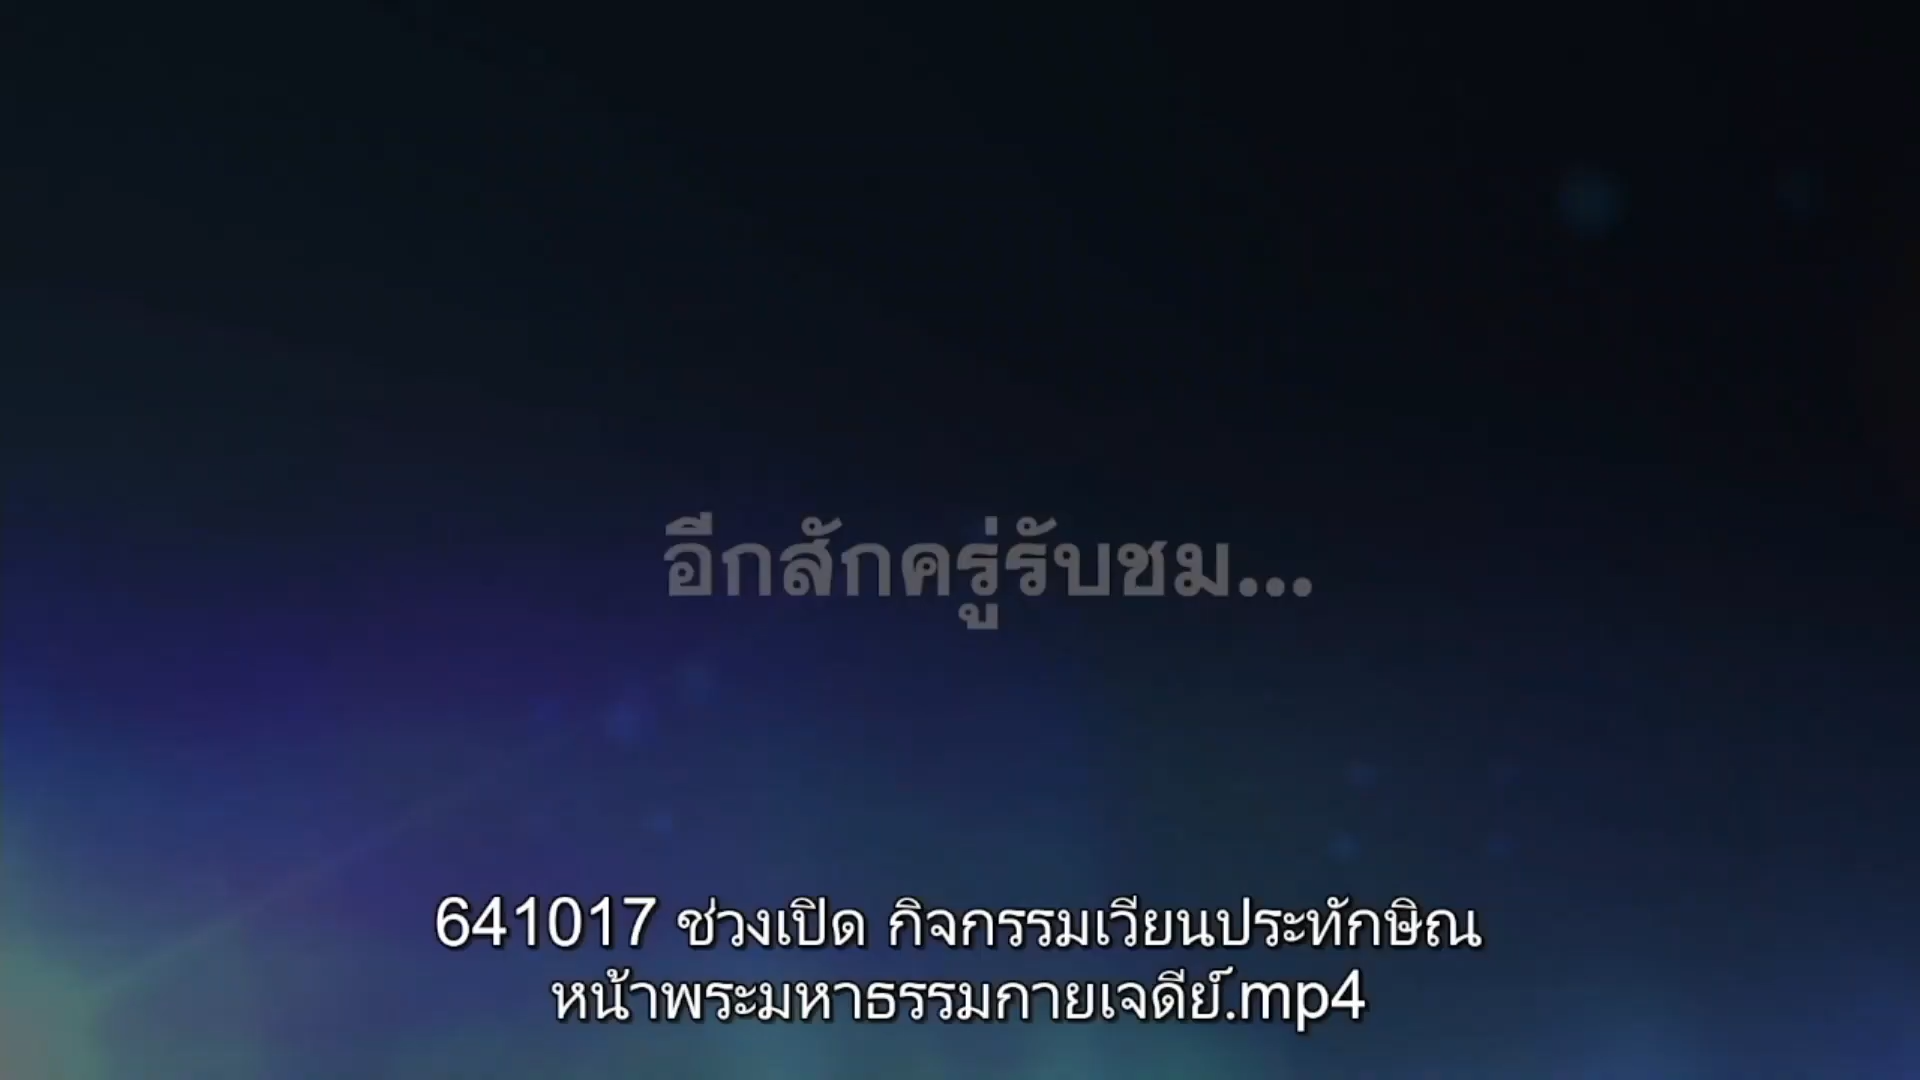 อีกสักครู่รับชม...
641017 ช่วงเปิด กิจกรรมเวียนประทักษิณ
หน้าพระมหาธรรมกายเจดีย์.mp4